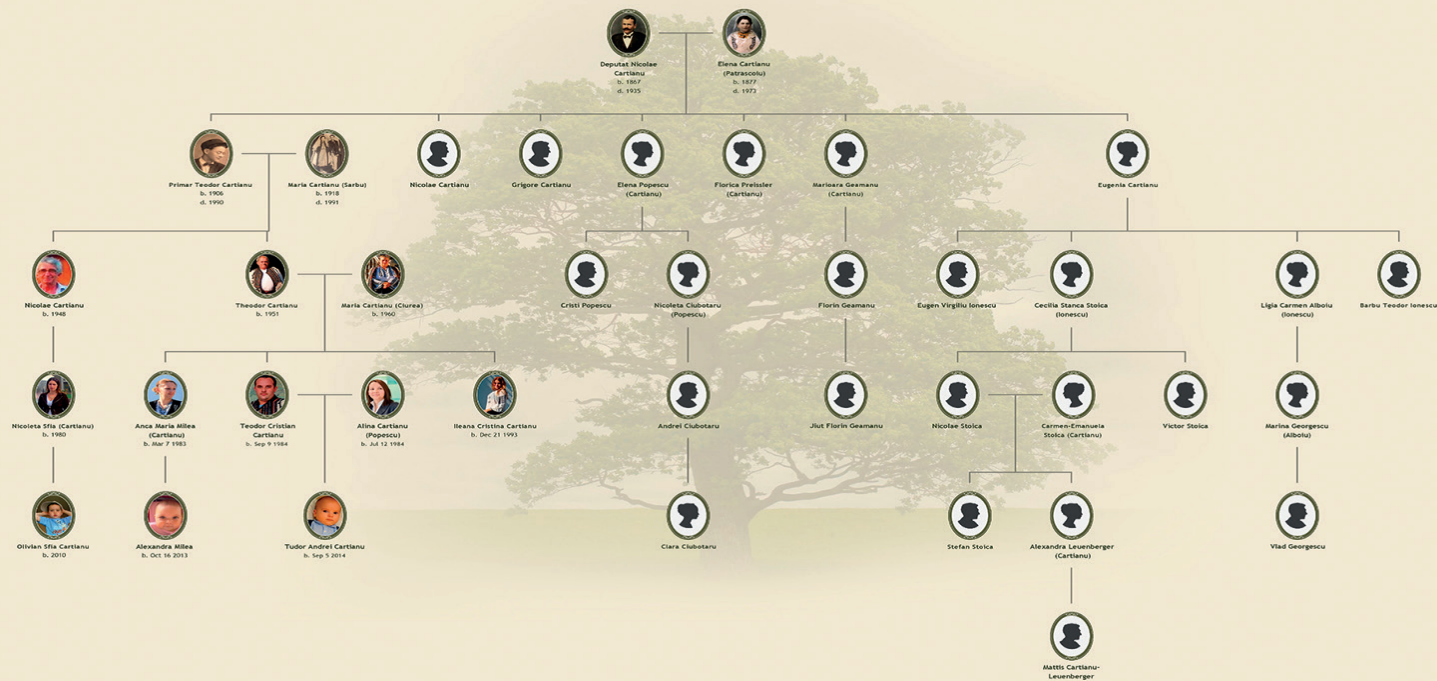 Deputat Nicolae
Cartianu
b. 1867
d. 1935
Elena Cartianu
(Patrascoiu)
b. 1877
d. 1973
Primar Teodor Cartianu
b. 1906
d. 1990
Maria Cartianu (Sarbu)
b. 1918
d. 1991
Nicolae Cartianu
Grigore Cartianu
Elena Popescu
(Cartianu)
Florica Preissler
(Cartianu)
Marioara Geamanu
(Cartianu)
Eugenia Cartianu
Nicolae Cartianu
b. 1948
Theodor Cartianu
b. 1951
Maria Cartianu (Ciurea)
b. 1960
Cristi Popescu
Nicoleta Ciubotaru
(Popescu)
Florin Geamanu
Eugen Virgiliu Ionescu
Cecilia Stanca Stoica
(Ionescu)
Ligia Carmen Alboiu
(Ionescu)
Barbu Teodor Ionescu
Nicoleta Sfia (Cartianu)
b. 1980
Anca Maria Milea
(Cartianu)
b. Mar 7 1983
Teodor Cristian
Cartianu
b. Sep 9 1984
Alina Cartianu
(Popescu)
b. Jul 12 1984
Ileana Cristina Cartianu
b. Dec 21 1993
Andrei Ciubotaru
Jiut Florin Geamanu
Nicolae Stoica
Carmen-Emanuela
Stoica (Cartianu)
Victor Stoica
Marina Georgescu
(Alboiu)
Olivian Sfia Cartianu
b. 2010
Alexandra Milea
b. Oct 16 2013
Tudor Andrei Cartianu
b. Sep 5 2014
Clara Ciubotaru
Stefan Stoica
Alexandra Leuenberger
(Cartianu)
Vlad Georgescu
Mattis Cartianu-
Leuenberger